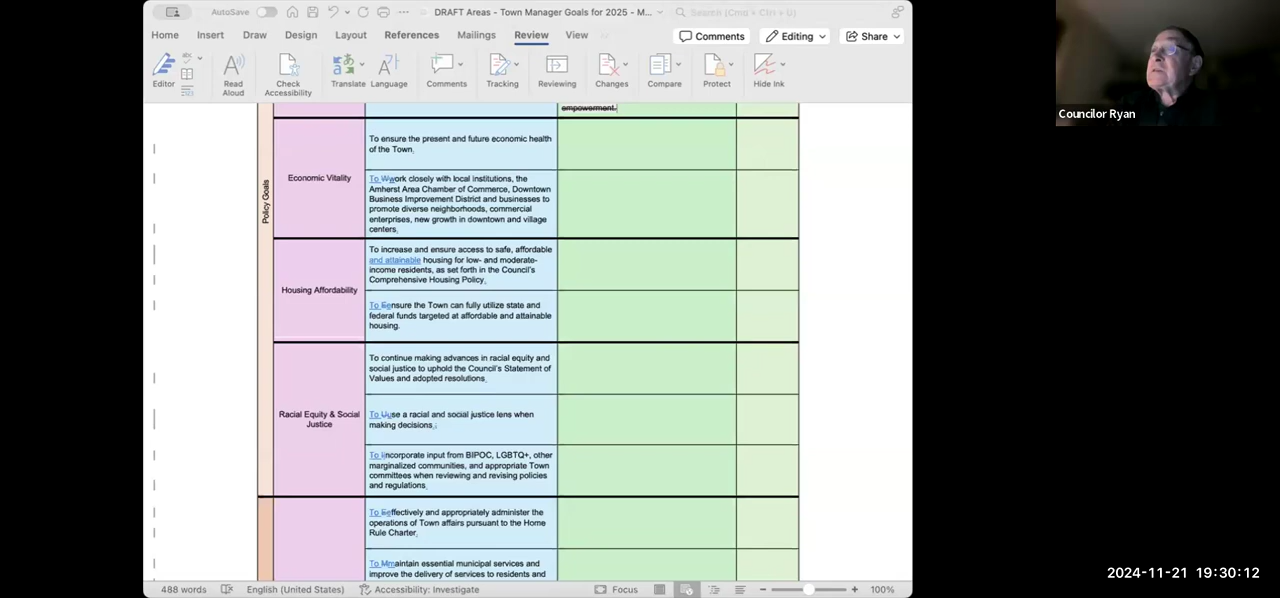 AutoSave
DRAFT Areas - Town Manager Goals for 2025 - M...
Search (Cmd + Ctrl + U)
Home Insert Draw Design Layout References Mailings Review View
Comments Editing Share
Editor
Read Aloud
Check Accessibility
Translate
Language
Comments
Tracking
Reviewing
Changes
Compare
Protect
Hide Ink
empowerment.
Policy Goals
Economic Vitality
To ensure the present and future economic health
of the Town.
To Wwork closely with local institutions, the
Amherst Area Chamber of Commerce, Downtown
Business Improvement District and businesses to
promote diverse neighborhoods, commercial
enterprises, new growth in downtown and village
centers.
Housing Affordability
To increase and ensure access to safe, affordable
and attainable housing for low- and moderate-
income residents, as set forth in the Council's
Comprehensive Housing Policy.
To Eensure the Town can fully utilize state and
federal funds targeted at affordable and attainable
housing.
Racial Equity & Social
Justice
To continue making advances in racial equity and
social justice to uphold the Council's Statement of
Values and adopted resolutions.
To Uuse a racial and social justice lens when
making decisions.;
To Iincorporate input from BIPOC, LGBTQ+, other
marginalized communities, and appropriate Town
committees when reviewing and revising policies
and regulations.
To Eeffectively and appropriately administer the
operations of Town affairs pursuant to the Home
Rule Charter.
To Mmaintain essential municipal services and
improve the delivery of services to residents and
488 words English (United States) Accessibility: Investigate Focus 100%
Councilor Ryan
2024-11-21 19:30:12